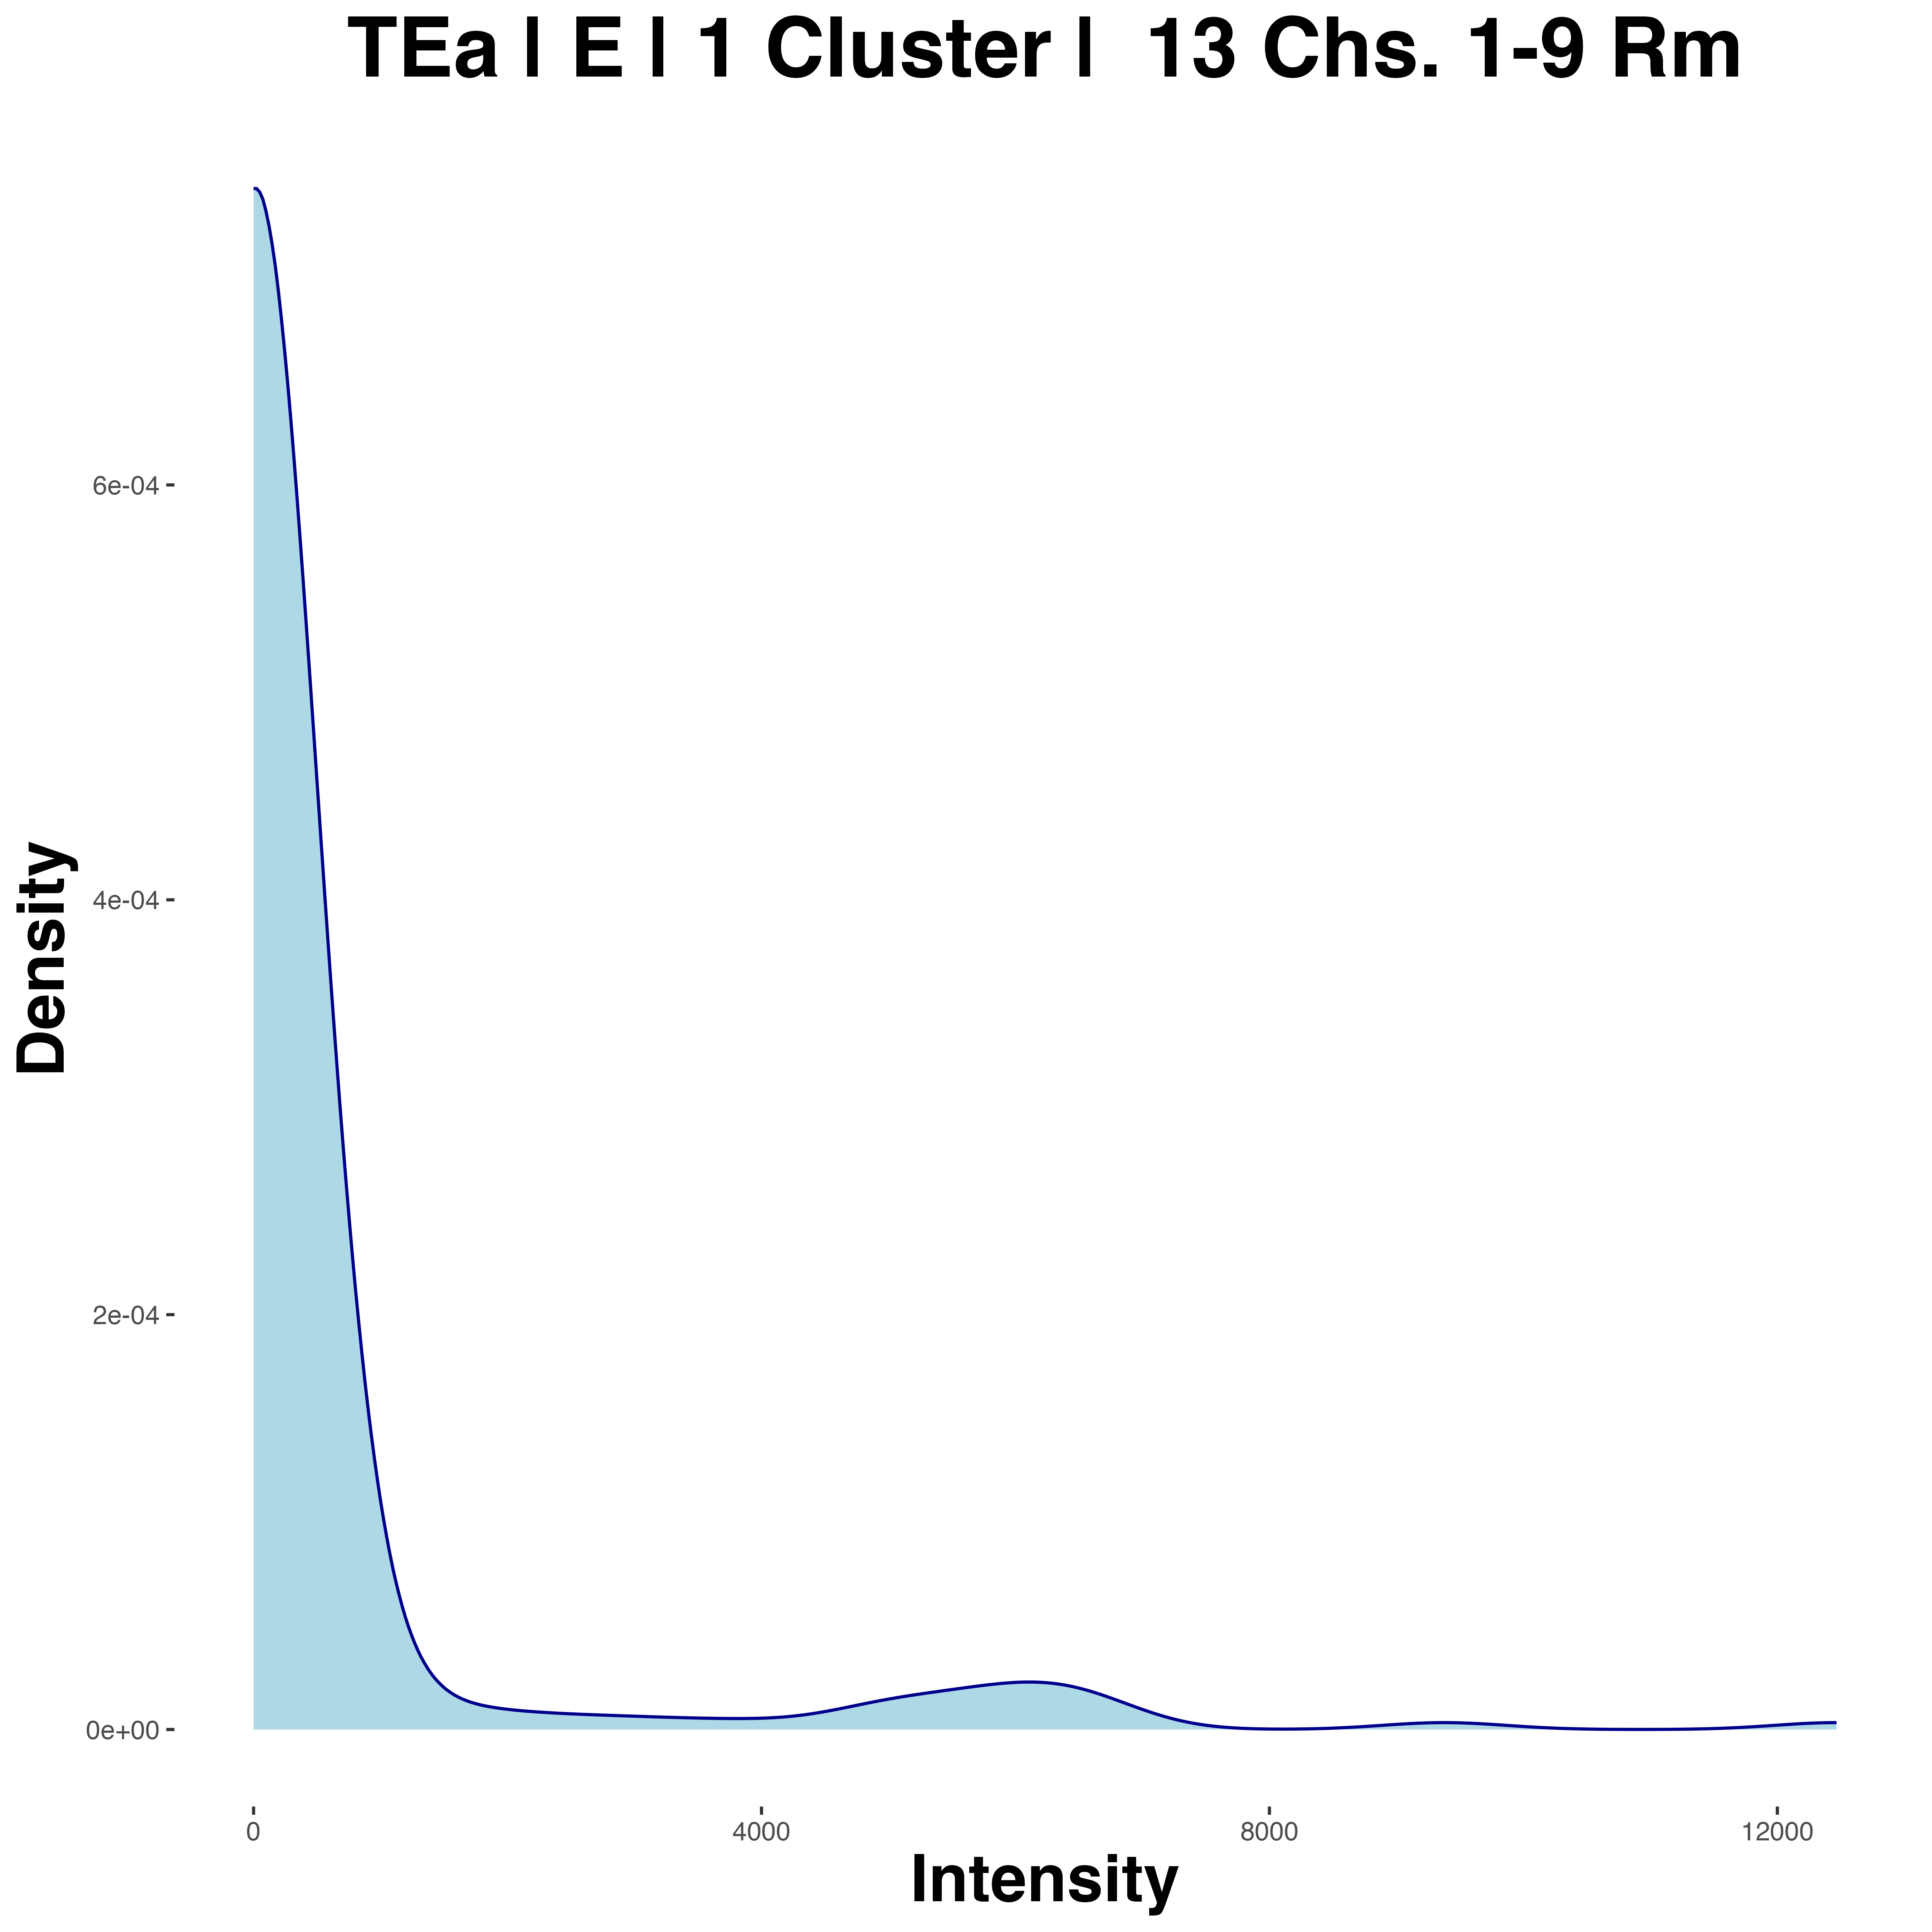 TEa | E | 1 Cluster |  13 Chs. 1-9 Rm
Density
6e-04
4e-04
2e-04
0e+00
0 4000 8000 12000
Intensity